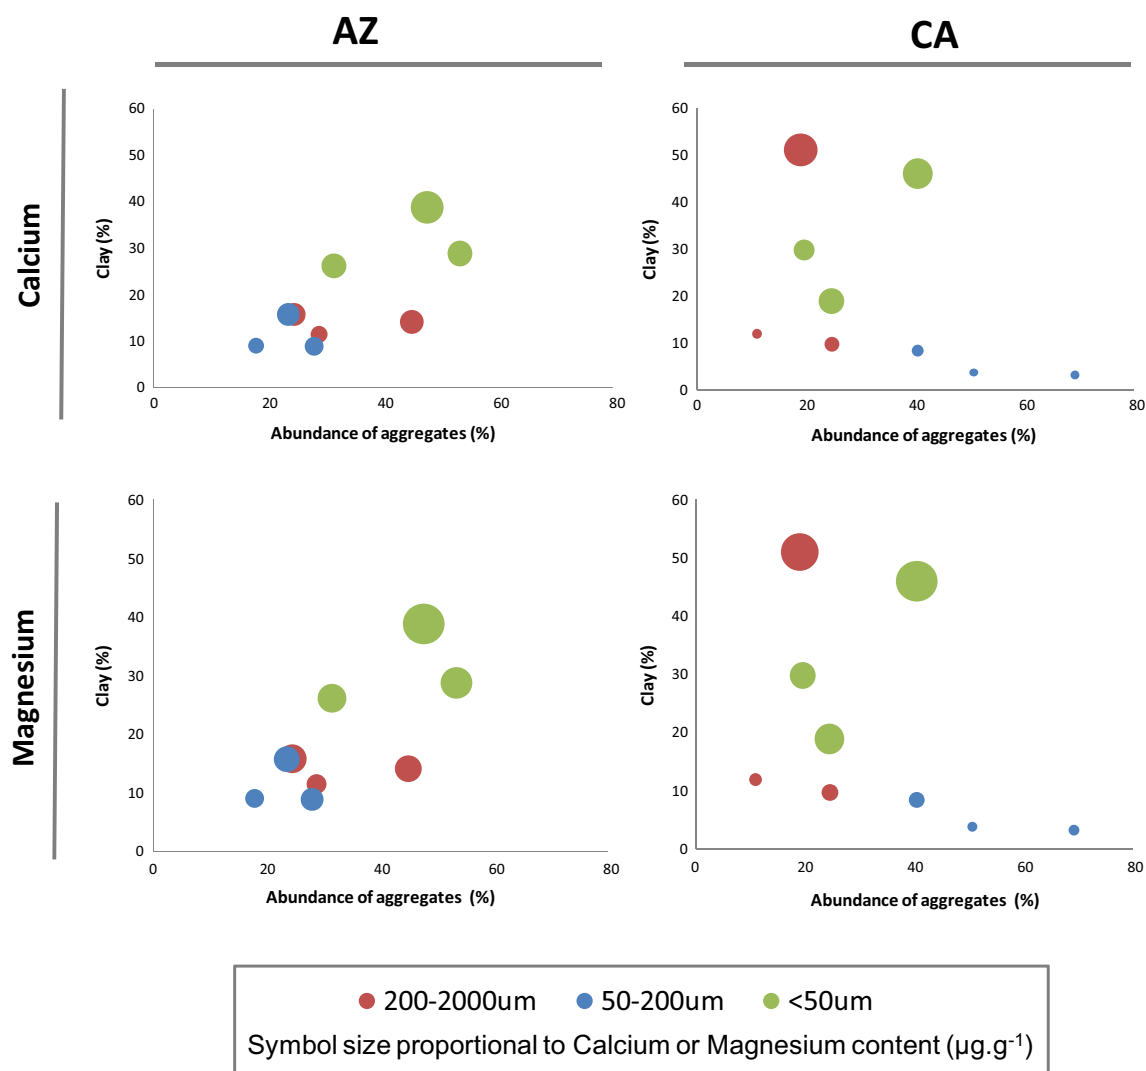 AZ
CA
Calcium
60
50
40
30
20
10
0
Clay (%)
0 20 40 60 80
Abundance of aggregates (%)
60
50
40
30
20
10
0
Clay (%)
0 20 40 60 80
Abundance of aggregates (%)
Magnesium
60
50
40
30
20
10
0
Clay (%)
0 20 40 60 80
Abundance of aggregates (%)
60
50
40
30
20
10
0
Clay (%)
0 20 40 60 80
Abundance of aggregates (%)
200-2000um 50-200um <50um
Symbol size proportional to Calcium or Magnesium content (µg.g⁻¹)